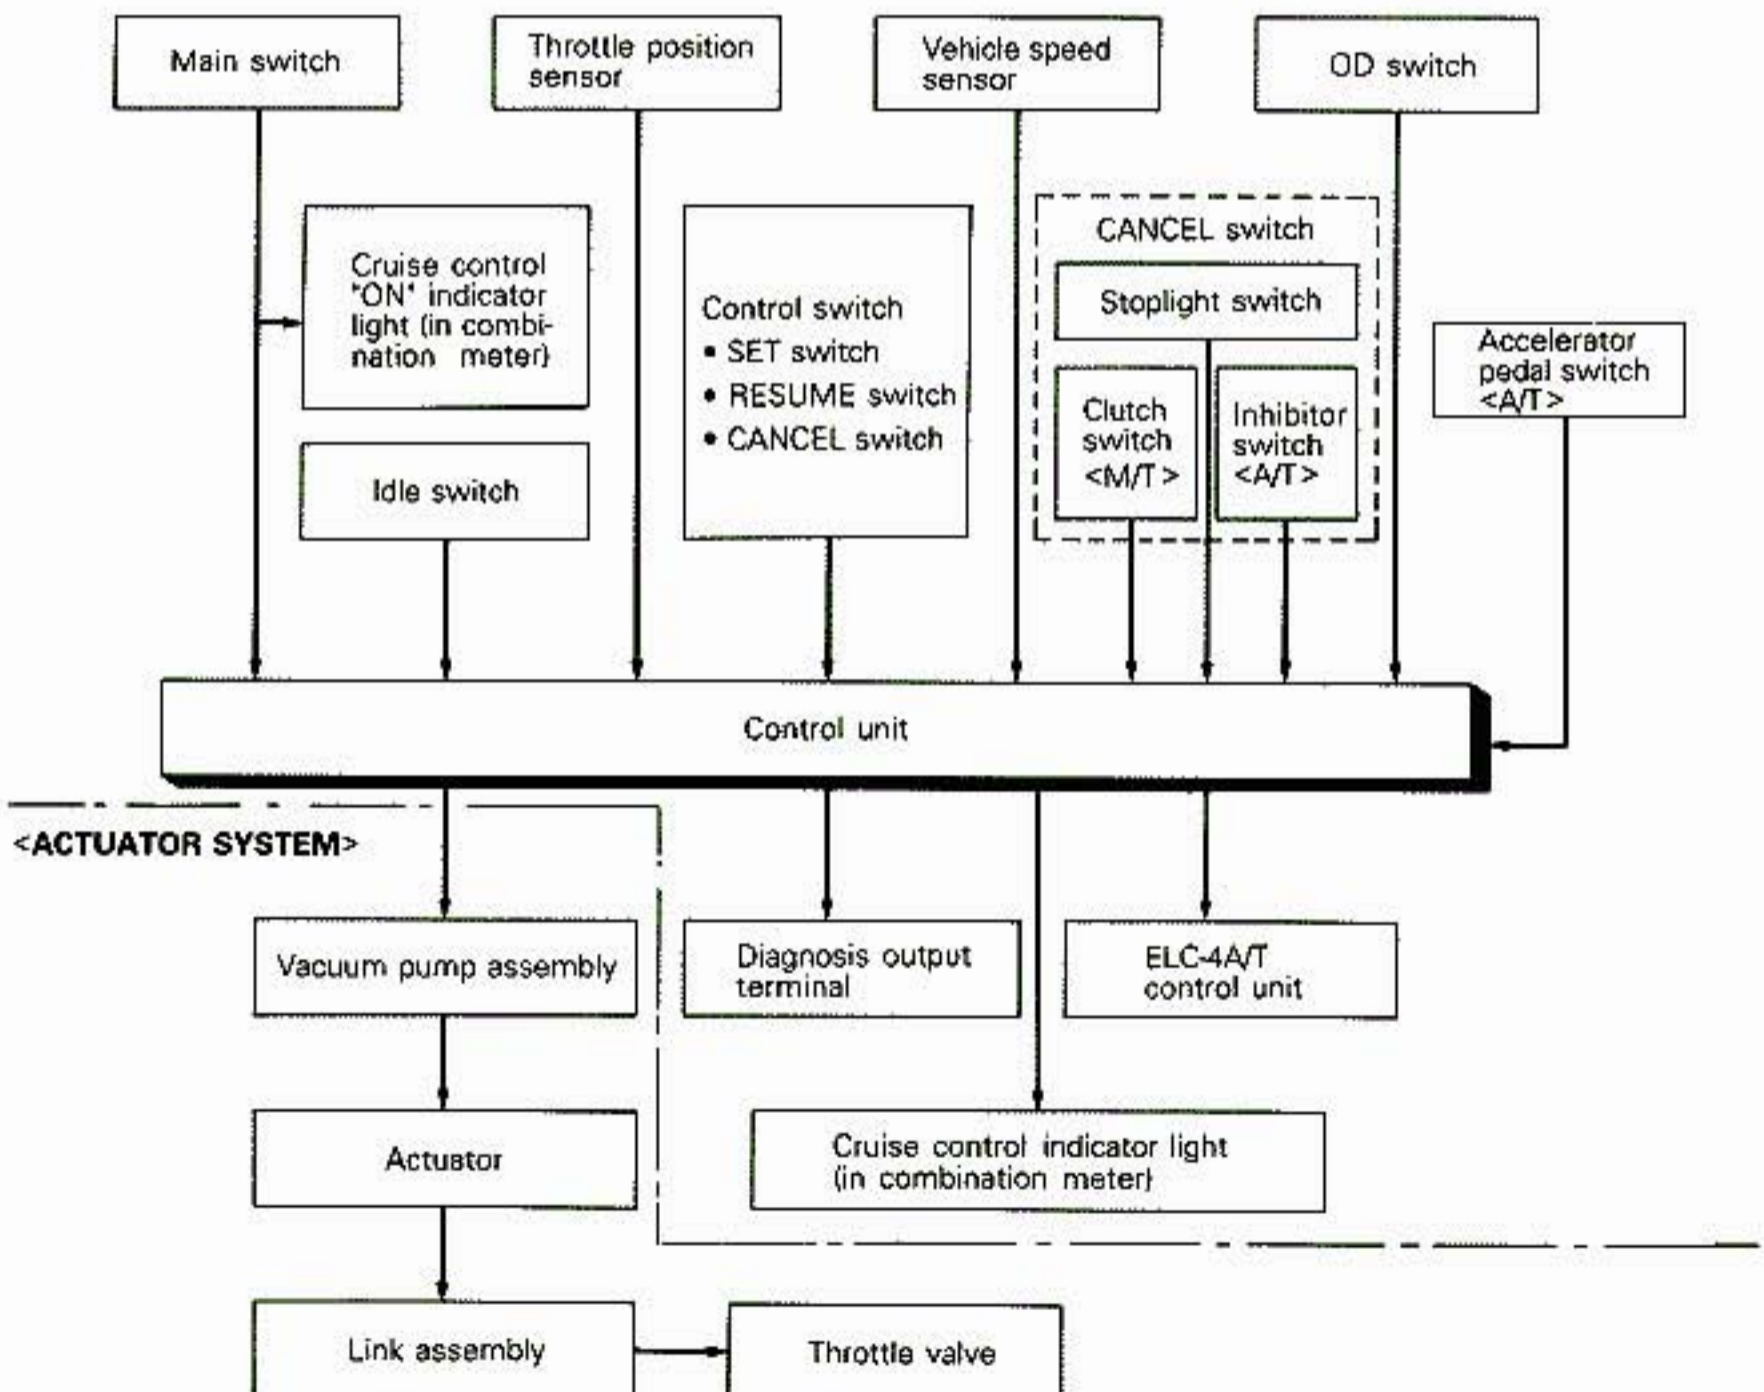 Main switch
Throttle position
sensor
Vehicle speed
sensor
OD switch
Cruise control
"ON" indicator
light (in combi-
nation meter)
Control switch
• SET switch
• RESUME switch
• CANCEL switch
CANCEL switch
Stoplight switch
Clutch
switch
<M/T>
Inhibitor
switch
<A/T>
Accelerator
pedal switch
<A/T>
Idle switch
Control unit
<ACTUATOR SYSTEM>
Vacuum pump assembly
Diagnosis output
terminal
ELC-4A/T
control unit
Actuator
Cruise control indicator light
(in combination meter)
Link assembly
Throttle valve